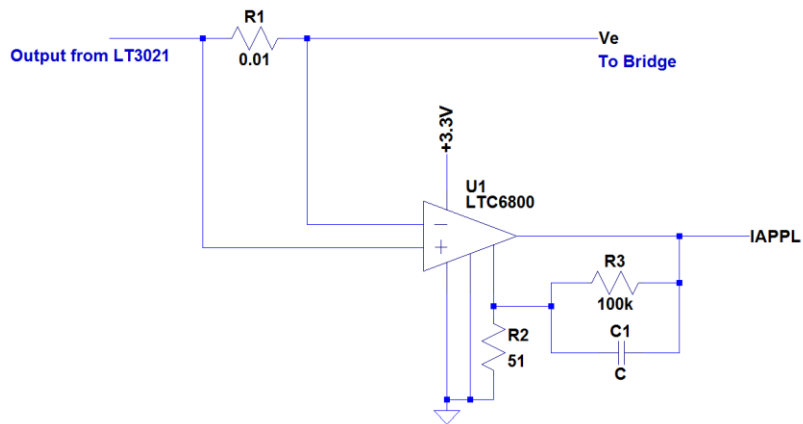 R1
Output from LT3021
0.01
Ve
To Bridge
+3.3V
U1
LTC6800
−
+
IAPPL
R3
100k
R2
51
C1
C